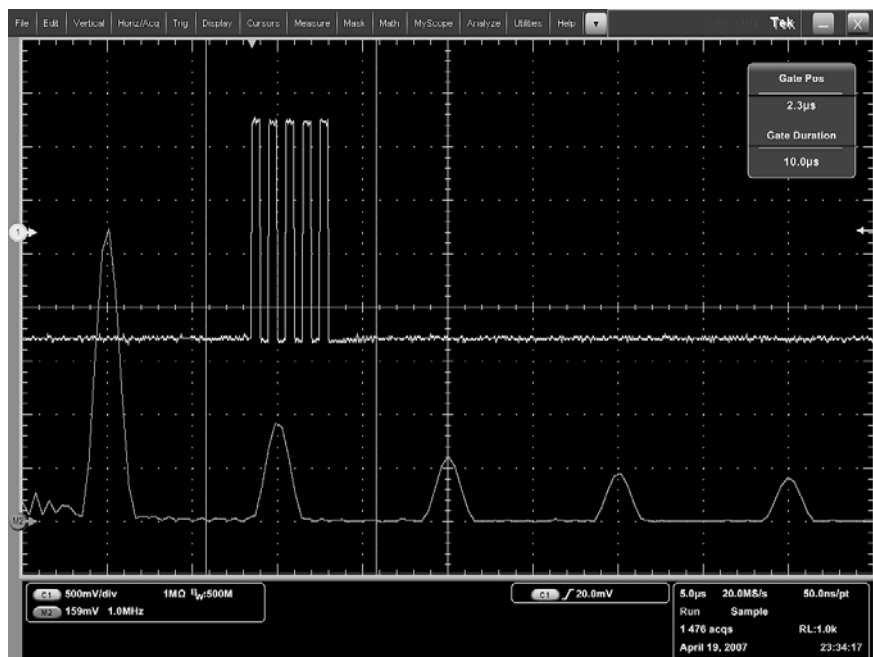 File Edit Vertical Horiz/Acq Trig Display Cursors Measure Mask Math MyScope Analyze Utilities Help Tek X
Gate Pos
2.3µs
Gate Duration
10.0µs
1
M2
C1 500mV/div 1MΩ BW:500M
M2 159mV 1.0MHz
C1 20.0mV
5.0µs 20.0MS/s 50.0ns/pt
Run Sample
1 476 acqs RL:1.0k
April 19, 2007 23:34:17